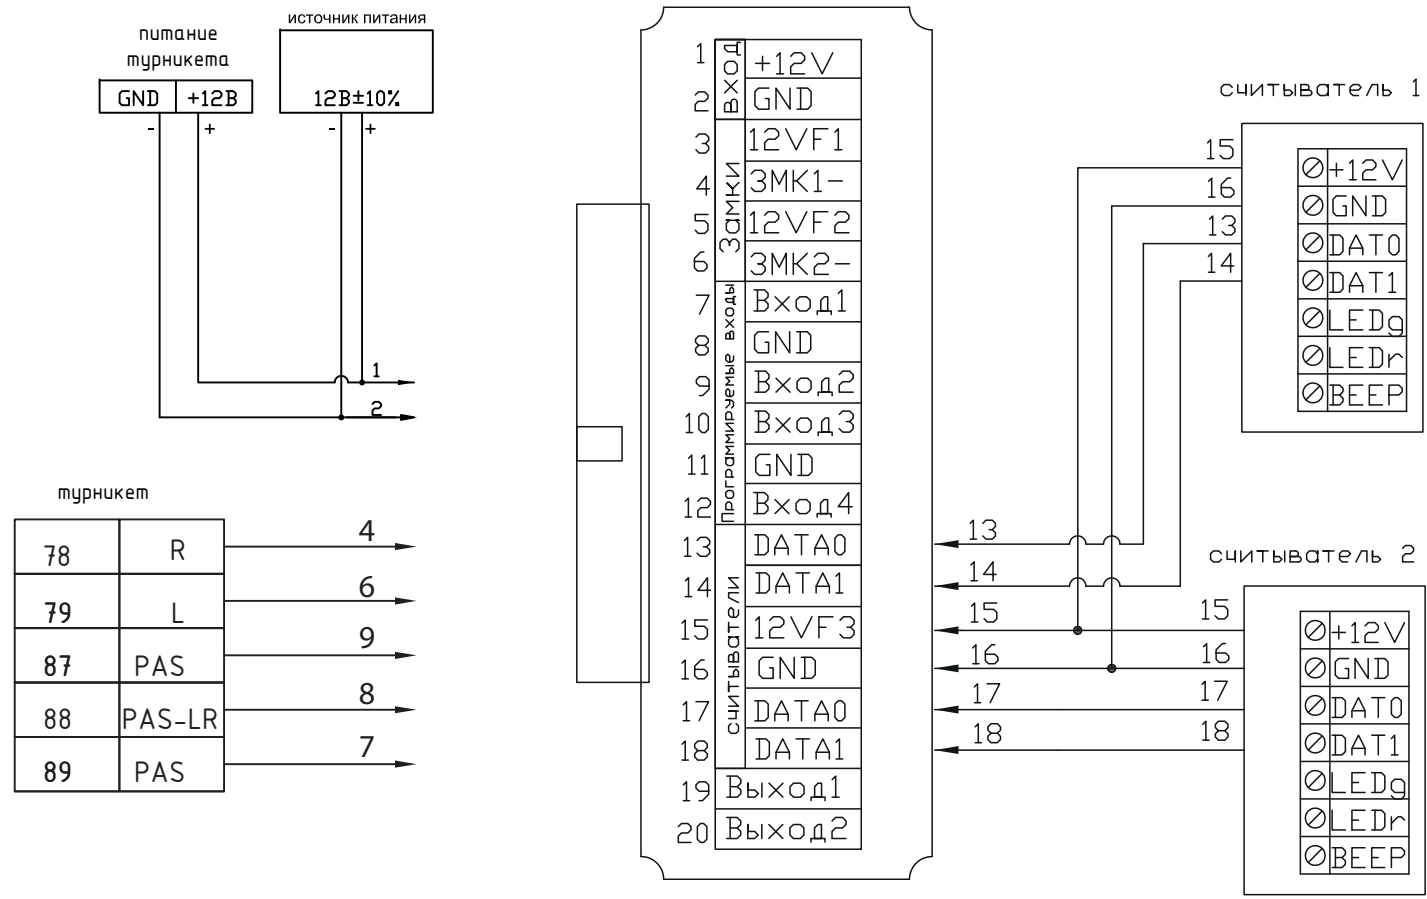 питание
турникета
GND +12В
- +
источник питания
12В±10%
- +
1
2
турникет
78 R 4
79 L 6
87 PAS 9
88 PAS-LR 8
89 PAS 7
вход
1 +12V
2 GND
Замки
3 12VF1
4 ЗМК1-
5 12VF2
6 ЗМК2-
Программируемые входы
7 Вход1
8 GND
9 Вход2
10 Вход3
11 GND
12 Вход4
считыватели
13 DATA0
14 DATA1
15 12VF3
16 GND
17 DATA0
18 DATA1
19 Выход1
20 Выход2
13
14
15
16
17
18
считыватель 1
15 +12V
16 GND
13 DAT0
14 DAT1
LEDg
LEDr
BEEP
считыватель 2
15 +12V
16 GND
17 DAT0
18 DAT1
LEDg
LEDr
BEEP